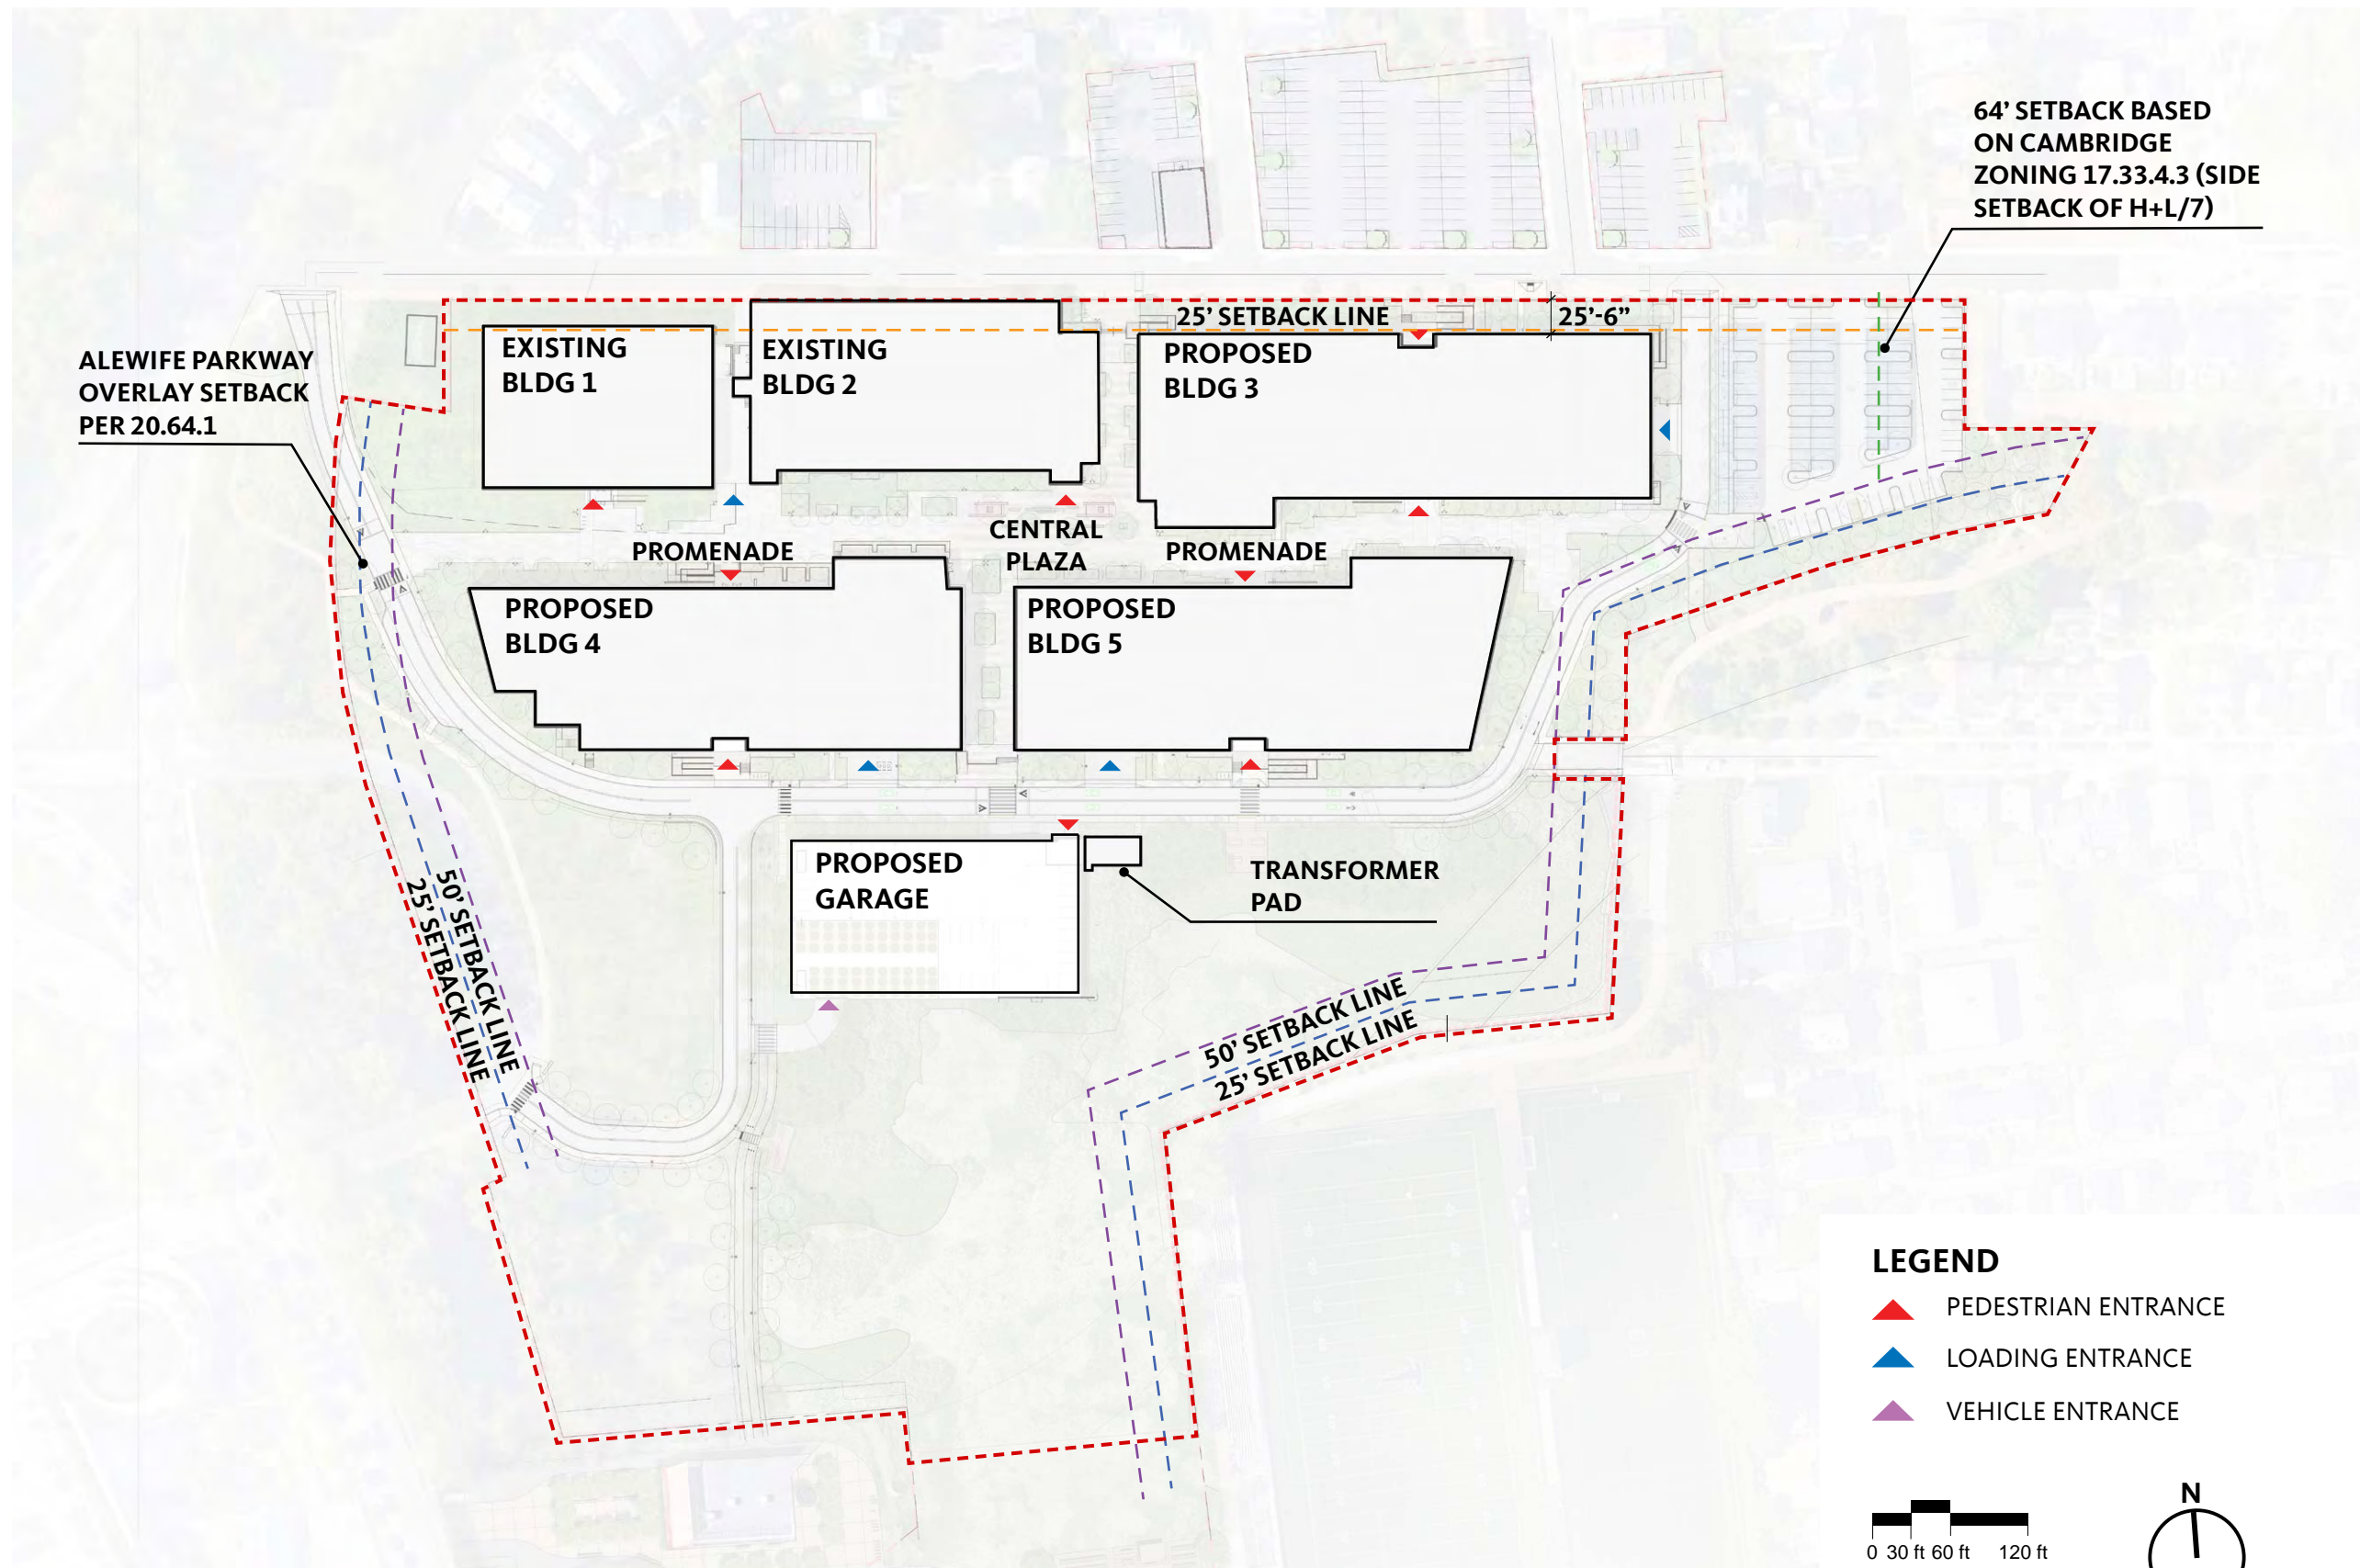 64’ SETBACK BASED
ON CAMBRIDGE
ZONING 17.33.4.3 (SIDE
SETBACK OF H+L/7)
25’ SETBACK LINE
25’-6”
EXISTING
BLDG 1
EXISTING
BLDG 2
PROPOSED
BLDG 3
ALEWIFE PARKWAY
OVERLAY SETBACK
PER 20.64.1
PROMENADE
CENTRAL
PLAZA
PROMENADE
PROPOSED
BLDG 4
PROPOSED
BLDG 5
PROPOSED
GARAGE
TRANSFORMER
PAD
50’ SETBACK LINE
25’ SETBACK LINE
50’ SETBACK LINE
25’ SETBACK LINE
LEGEND
PEDESTRIAN ENTRANCE
LOADING ENTRANCE
VEHICLE ENTRANCE
N
0 30 ft 60 ft 120 ft